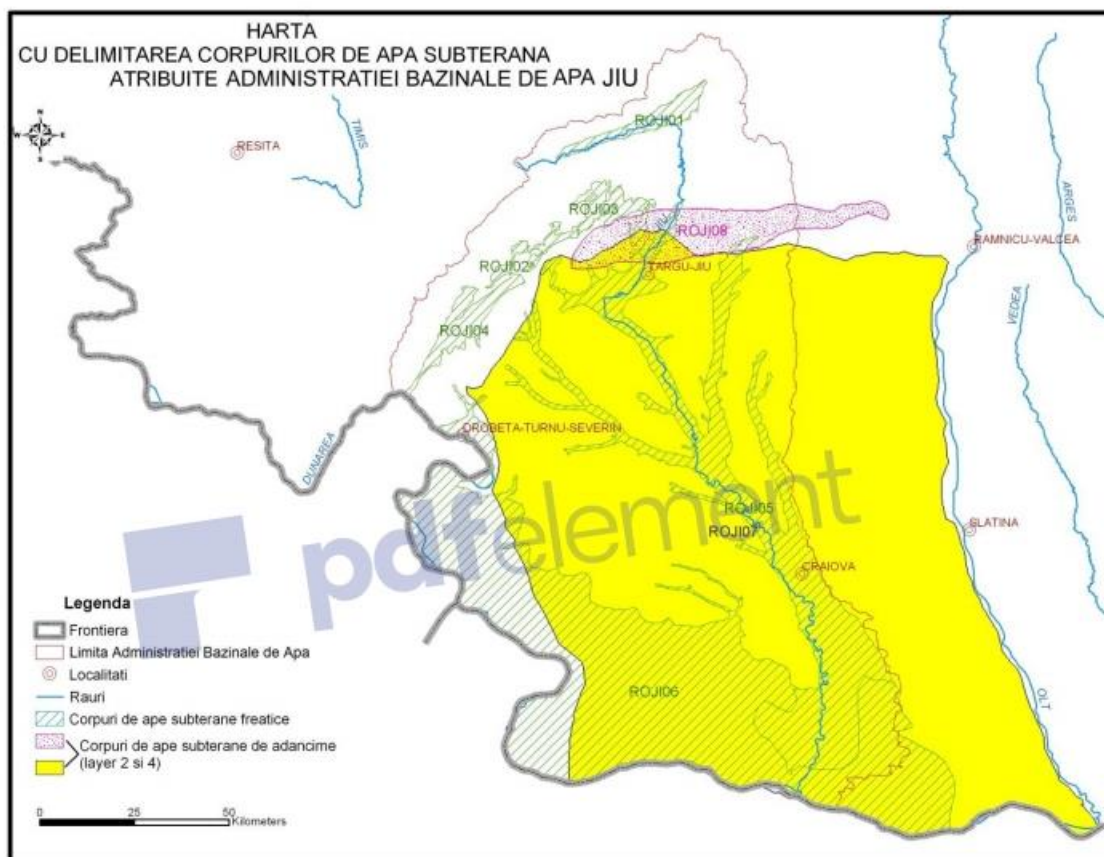 HARTA
CU DELIMITAREA CORPURILOR DE APA SUBTERANA
ATRIBUITE ADMINISTRATIEI BAZINALE DE APA JIU
N
W E
S
RESITA
TIMIS
ROJI01
ARGES
ROJI03
JIU
ROJI08
RAMNICU-VALCEA
ROJI02
TARGU-JIU
VEDEA
ROJI04
DROBETA-TURNU-SEVERIN
DUNAREA
pdfelement
ROJI05
ROJI07
SLATINA
CRAIOVA
ROJI06
OLT
Legenda
Frontiera
Limita Administratiei Bazinale de Apa
Localitati
Rauri
Corpuri de ape subterane freatice
Corpuri de ape subterane de adancime
(layer 2 si 4)
0 25 50
Kilometers